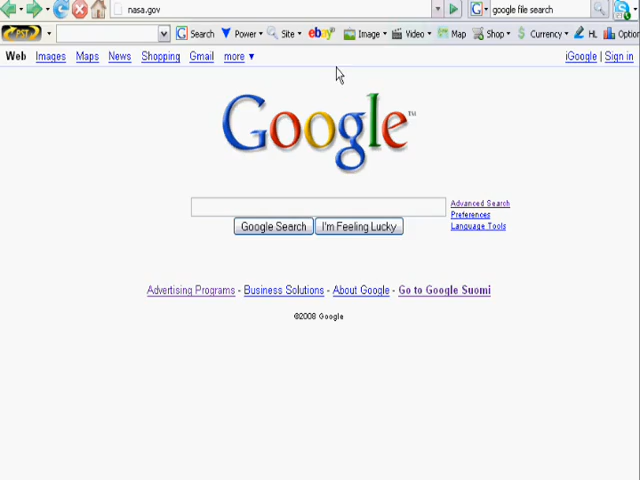 nasa.gov google file search
PST Search Power Site ebay Image Video Map Shop Currency HL Option
Web Images Maps News Shopping Gmail more ▼ iGoogle | Sign in
Google™
Advanced Search
Preferences
Language Tools
Google Search I'm Feeling Lucky
Advertising Programs - Business Solutions - About Google - Go to Google Suomi
©2008 Google